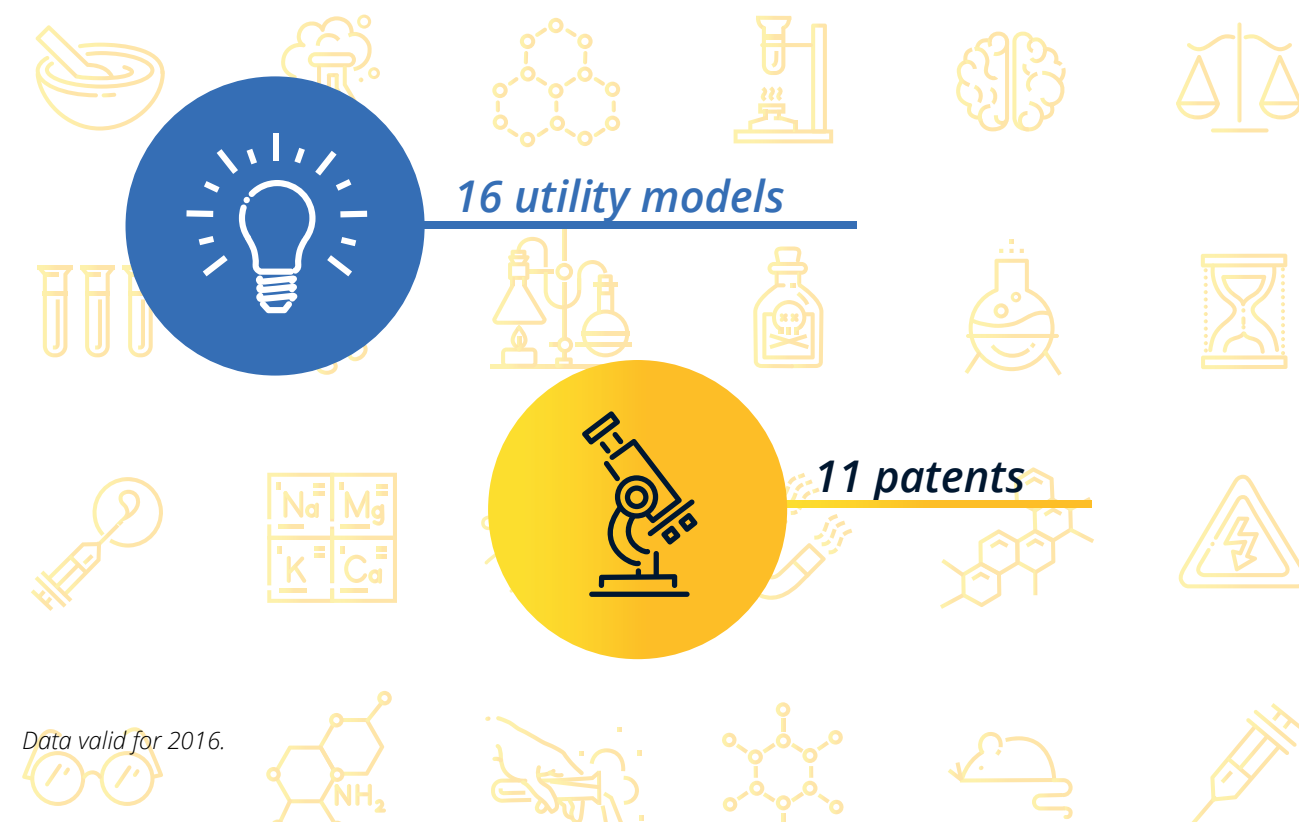 16 utility models
11 patents
Na Mg
K Ca
Data valid for 2016.
NH2